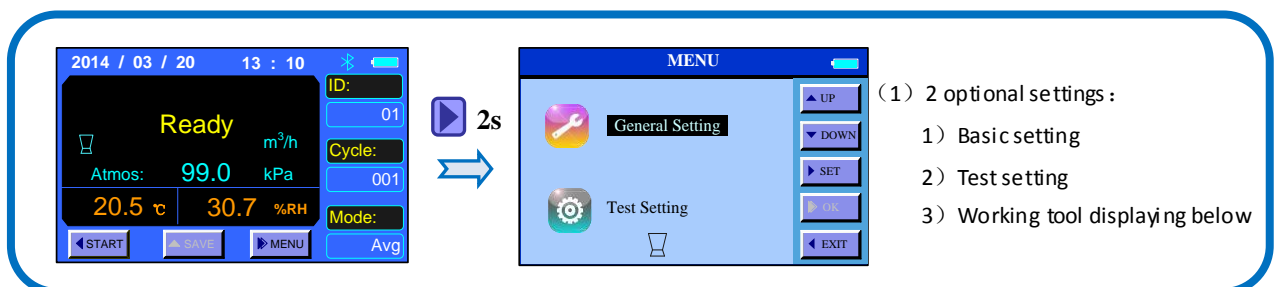 2014 / 03 / 20 13 : 10
Ready
m³/h
Atmos: 99.0 kPa
20.5 ℃ 30.7 %RH
START SAVE MENU
ID:
01
Cycle:
001
Mode:
Avg
2s
MENU
General Setting
Test Setting
UP
DOWN
SET
OK
EXIT
（1）2 optional settings：
1）Basic setting
2）Test setting
3）Working tool displaying below